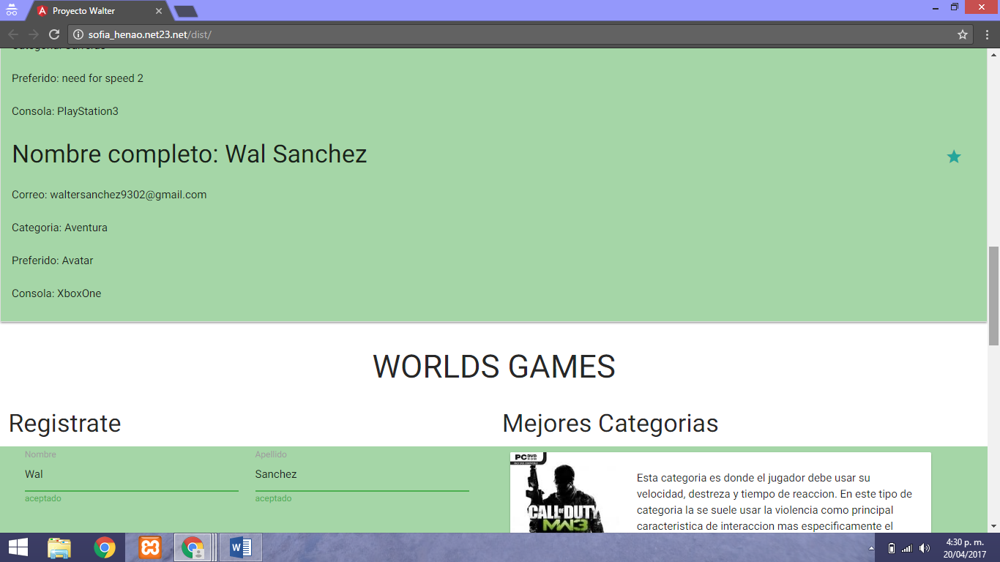 Proyecto Walter
sofia_henao.net23.net/dist/
Preferido: need for speed 2
Consola: PlayStation3
Nombre completo: Wal Sanchez
Correo: waltersanchez9302@gmail.com
Categoria: Aventura
Preferido: Avatar
Consola: XboxOne
WORLDS GAMES
Registrate
Mejores Categorias
Nombre
Apellido
Wal
Sanchez
aceptado
aceptado
PC DVD ROM
CALL OF DUTY
MW3
Esta categoria es donde el jugador debe usar su
velocidad, destreza y tiempo de reaccion. En este tipo de
categoria la se suele usar la violencia como principal
caracteristica de interaccion mas especificamente el
4:30 p. m.
20/04/2017